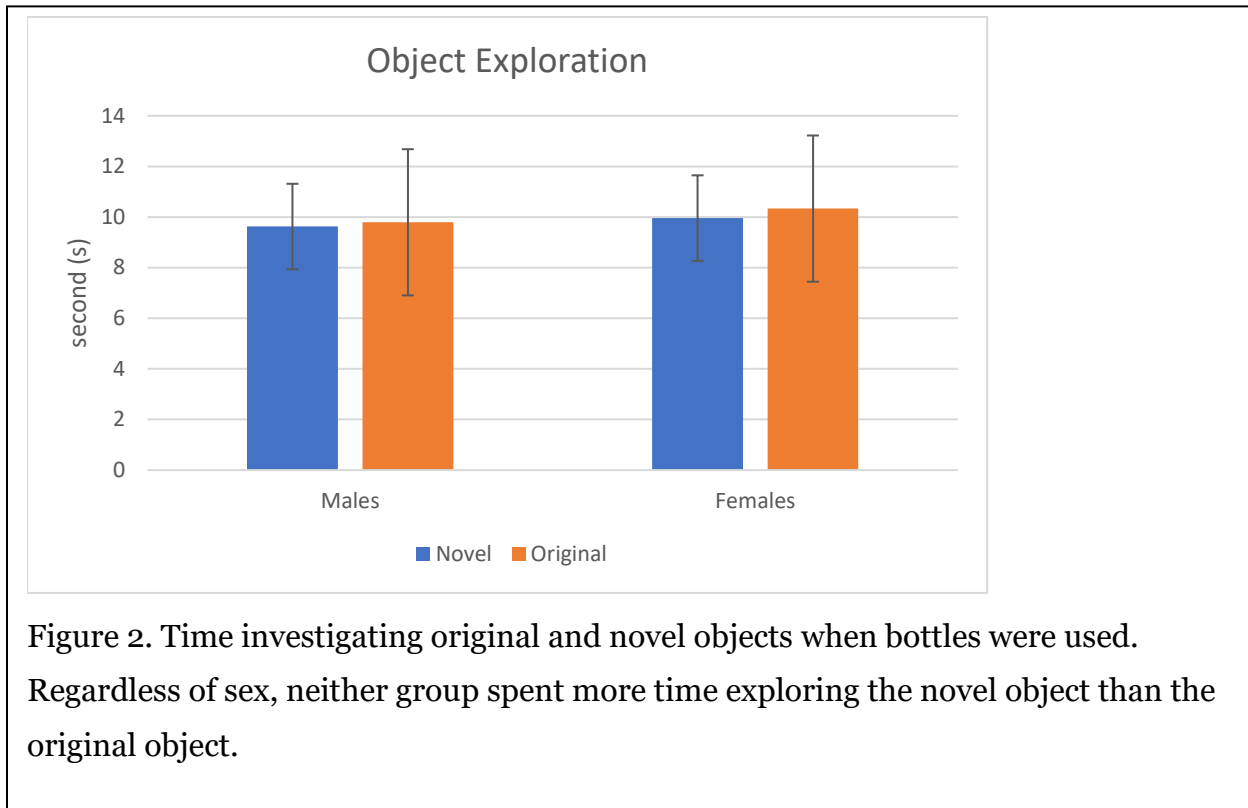 Object Exploration
14
12
10
8
6
4
2
0
second (s)
Males
Females
Novel
Original
Figure 2. Time investigating original and novel objects when bottles were used.
Regardless of sex, neither group spent more time exploring the novel object than the
original object.